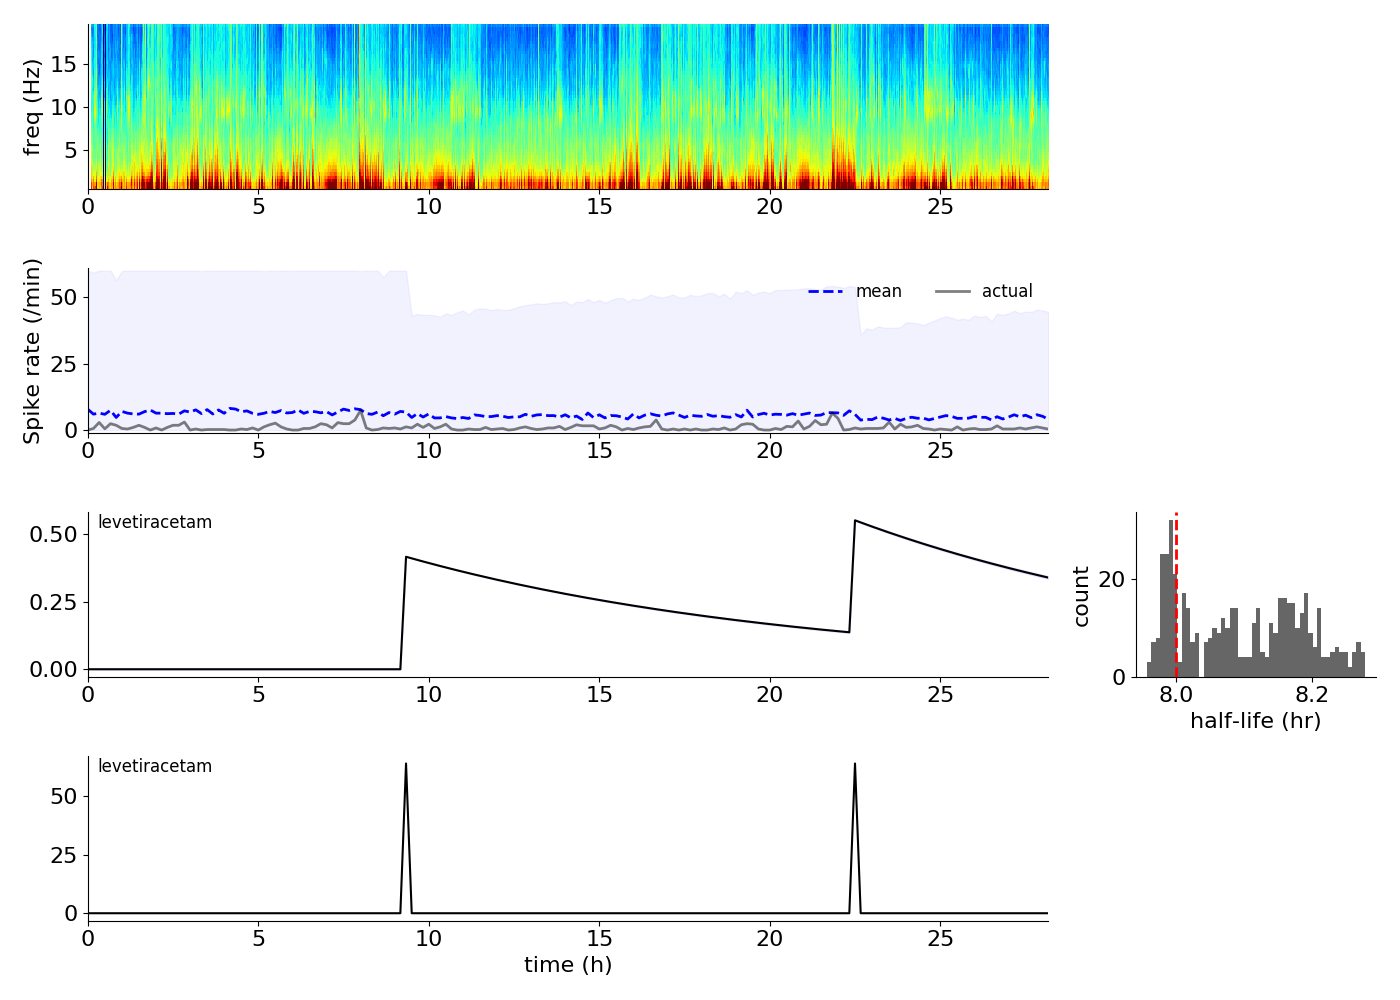 freq (Hz)
15
10
5
0 5 10 15 20 25
Spike rate (/min)
50
25
0
mean actual
0 5 10 15 20 25
levetiracetam
0.50
0.25
0.00
0 5 10 15 20 25
count
20
0
8.0 8.2
half-life (hr)
levetiracetam
50
25
0
0 5 10 15 20 25
time (h)